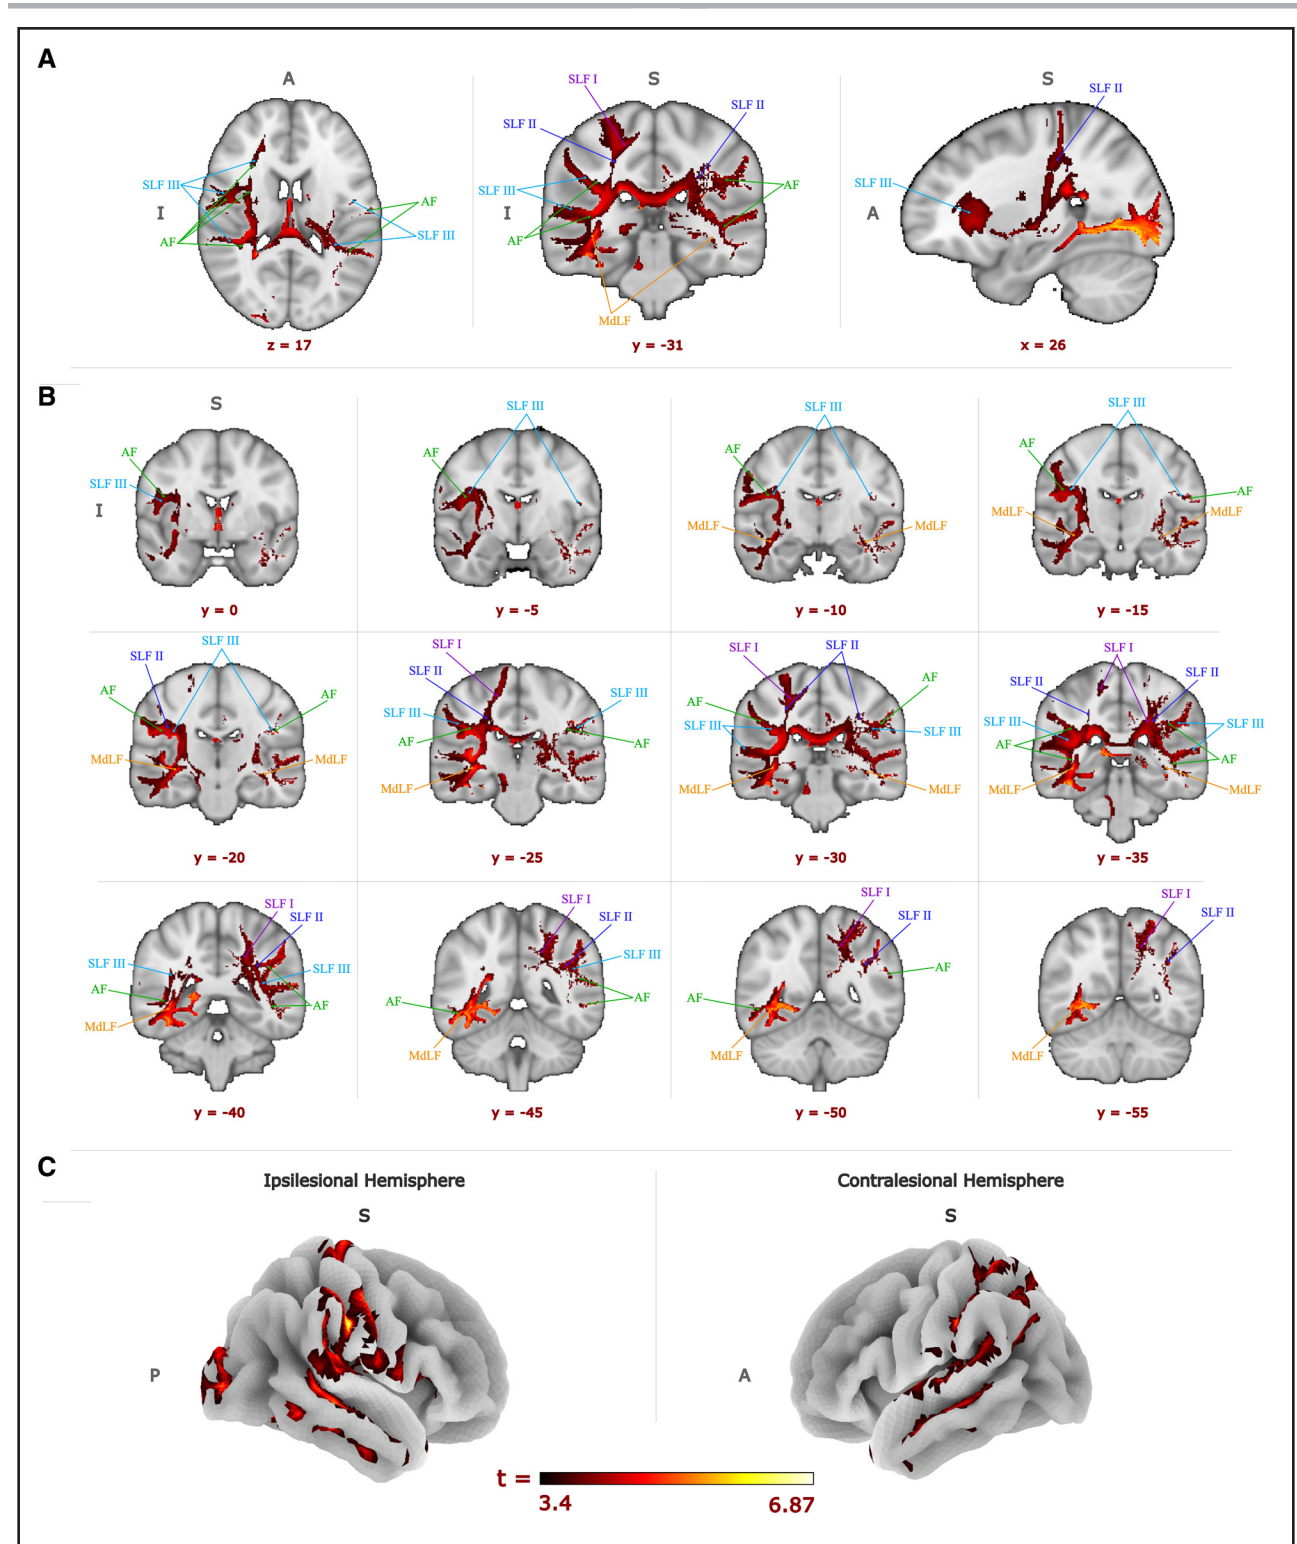 A
A
S
S
SLF I
SLF II
SLF II
SLF II
SLF III
SLF III
SLF III
I
AF
AF
SLF III
I
AF
AF
A
MdLF
z = 17
y = -31
x = 26
B
S
SLF III
SLF III
SLF III
AF
AF
AF
AF
SLF III
AF
I
MdLF
MdLF
MdLF
MdLF
y = 0
y = -5
y = -10
y = -15
SLF II
SLF III
SLF I
SLF I
SLF II
SLF I
SLF II
SLF II
SLF II
AF
AF
SLF III
SLF III
AF
AF
AF
AF
SLF III
SLF III
SLF III
SLF III
AF
AF
MdLF
MdLF
MdLF
MdLF
MdLF
MdLF
MdLF
y = -20
y = -25
y = -30
y = -35
SLF I
SLF II
SLF I
SLF II
SLF I
SLF II
SLF I
SLF II
SLF III
SLF III
SLF III
AF
AF
AF
AF
AF
AF
MdLF
MdLF
MdLF
MdLF
y = -40
y = -45
y = -50
y = -55
C
Ipsilesional Hemisphere
Contralesional Hemisphere
S
S
P
A
t =
3.4
6.87